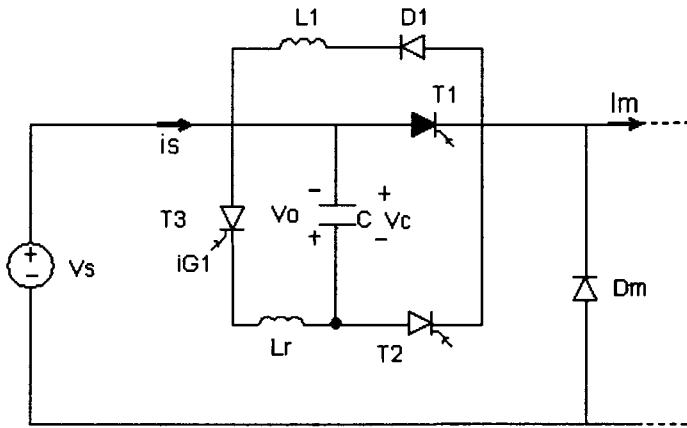 L1 D1
T1
Im
is
T3
- +
Vo C Vc
+ -
iG1
+
-
Vs
Dm
Lr
T2